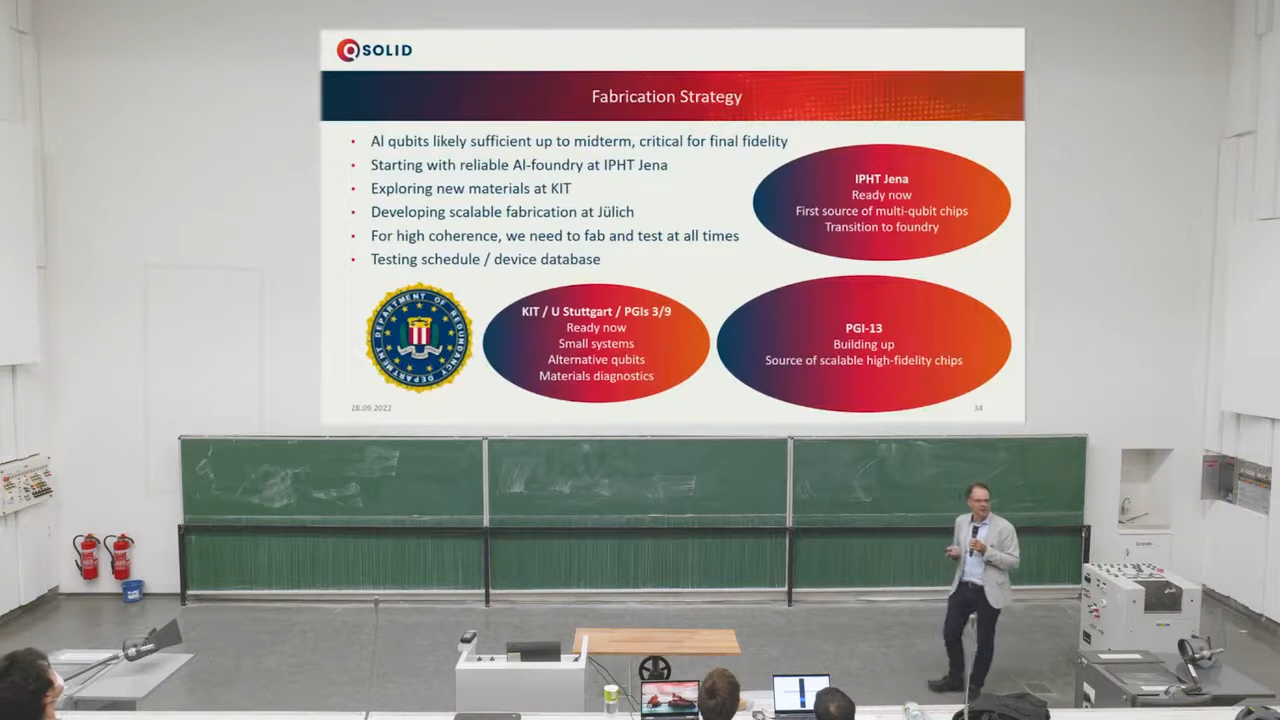 QSOLID
Fabrication Strategy
• Al qubits likely sufficient up to midterm, critical for final fidelity
• Starting with reliable Al-foundry at IPHT Jena
• Exploring new materials at KIT
• Developing scalable fabrication at Jülich
• For high coherence, we need to fab and test at all times
• Testing schedule / device database
IPHT Jena
Ready now
First source of multi-qubit chips
Transition to foundry
DEPARTMENT OF REDUNDANCY DEPARTMENT
KIT / U Stuttgart / PGIs 3/9
Ready now
Small systems
Alternative qubits
Materials diagnostics
PGI-13
Building up
Source of scalable high-fidelity chips
28.09.2022
34